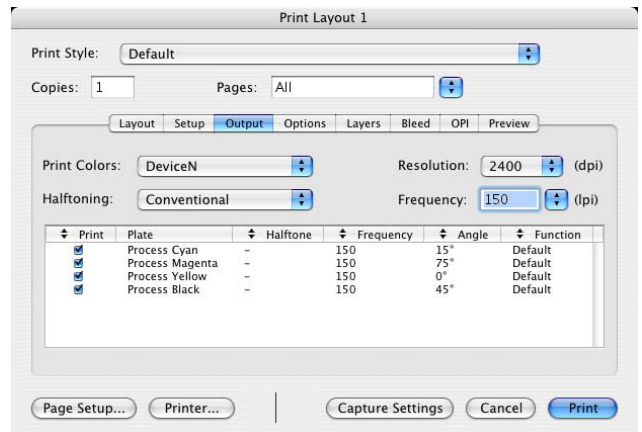 Print Layout 1
Print Style: Default
Copies: 1 Pages: All
Layout Setup Output Options Layers Bleed OPI Preview
Print Colors: DeviceN Resolution: 2400 (dpi)
Halftoning: Conventional Frequency: 150 (lpi)
Print Plate Halftone Frequency Angle Function
Process Cyan – 150 15° Default
Process Magenta – 150 75° Default
Process Yellow – 150 0° Default
Process Black – 150 45° Default
Page Setup... Printer... Capture Settings Cancel Print